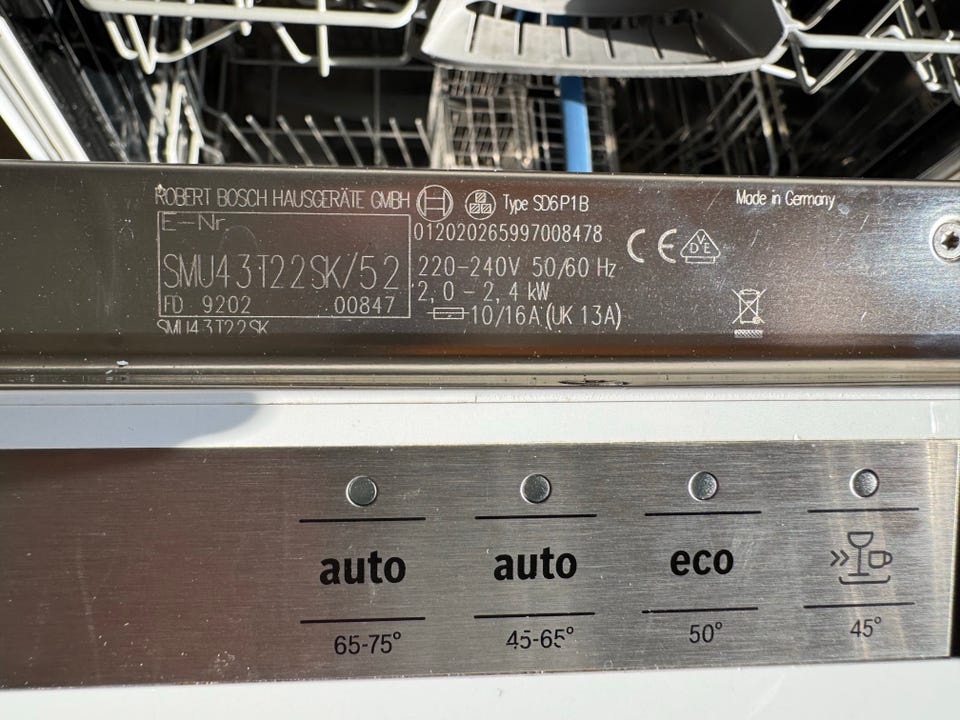 ROBERT BOSCH HAUSGERÄTE GMBH Type SD6P1B
Made in Germany
E-Nr.
012020265997008478
CE VDE
SMU43T22SK/52
220-240V 50/60 Hz
2,0-2,4 kW
FD 9202 00847
10/16A (UK 13A)
SMU43T22SK
auto auto eco
65-75° 45-65° 50° 45°